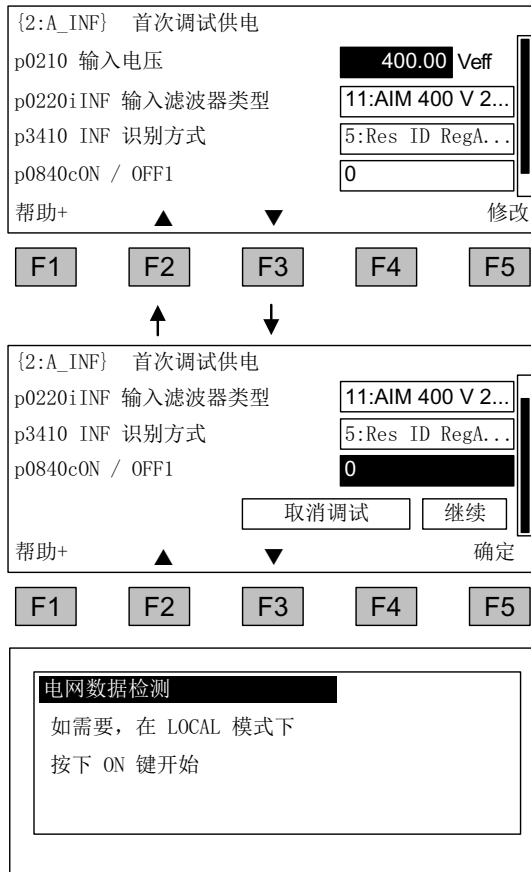 {2:A_INF} 首次调试供电
p0210 输入电压 400.00 Veff
p0220iINF 输入滤波器类型 11:AIM 400 V 2...
p3410 INF 识别方式 5:Res ID RegA...
p0840cON / OFF1 0
帮助+ ▲ ▼ 修改
F1 F2 F3 F4 F5
{2:A_INF} 首次调试供电
p0220iINF 输入滤波器类型 11:AIM 400 V 2...
p3410 INF 识别方式 5:Res ID RegA...
p0840cON / OFF1 0
取消调试 继续
帮助+ ▲ ▼ 确定
F1 F2 F3 F4 F5
电网数据检测
如需要，在 LOCAL 模式下
按下 ON 键开始